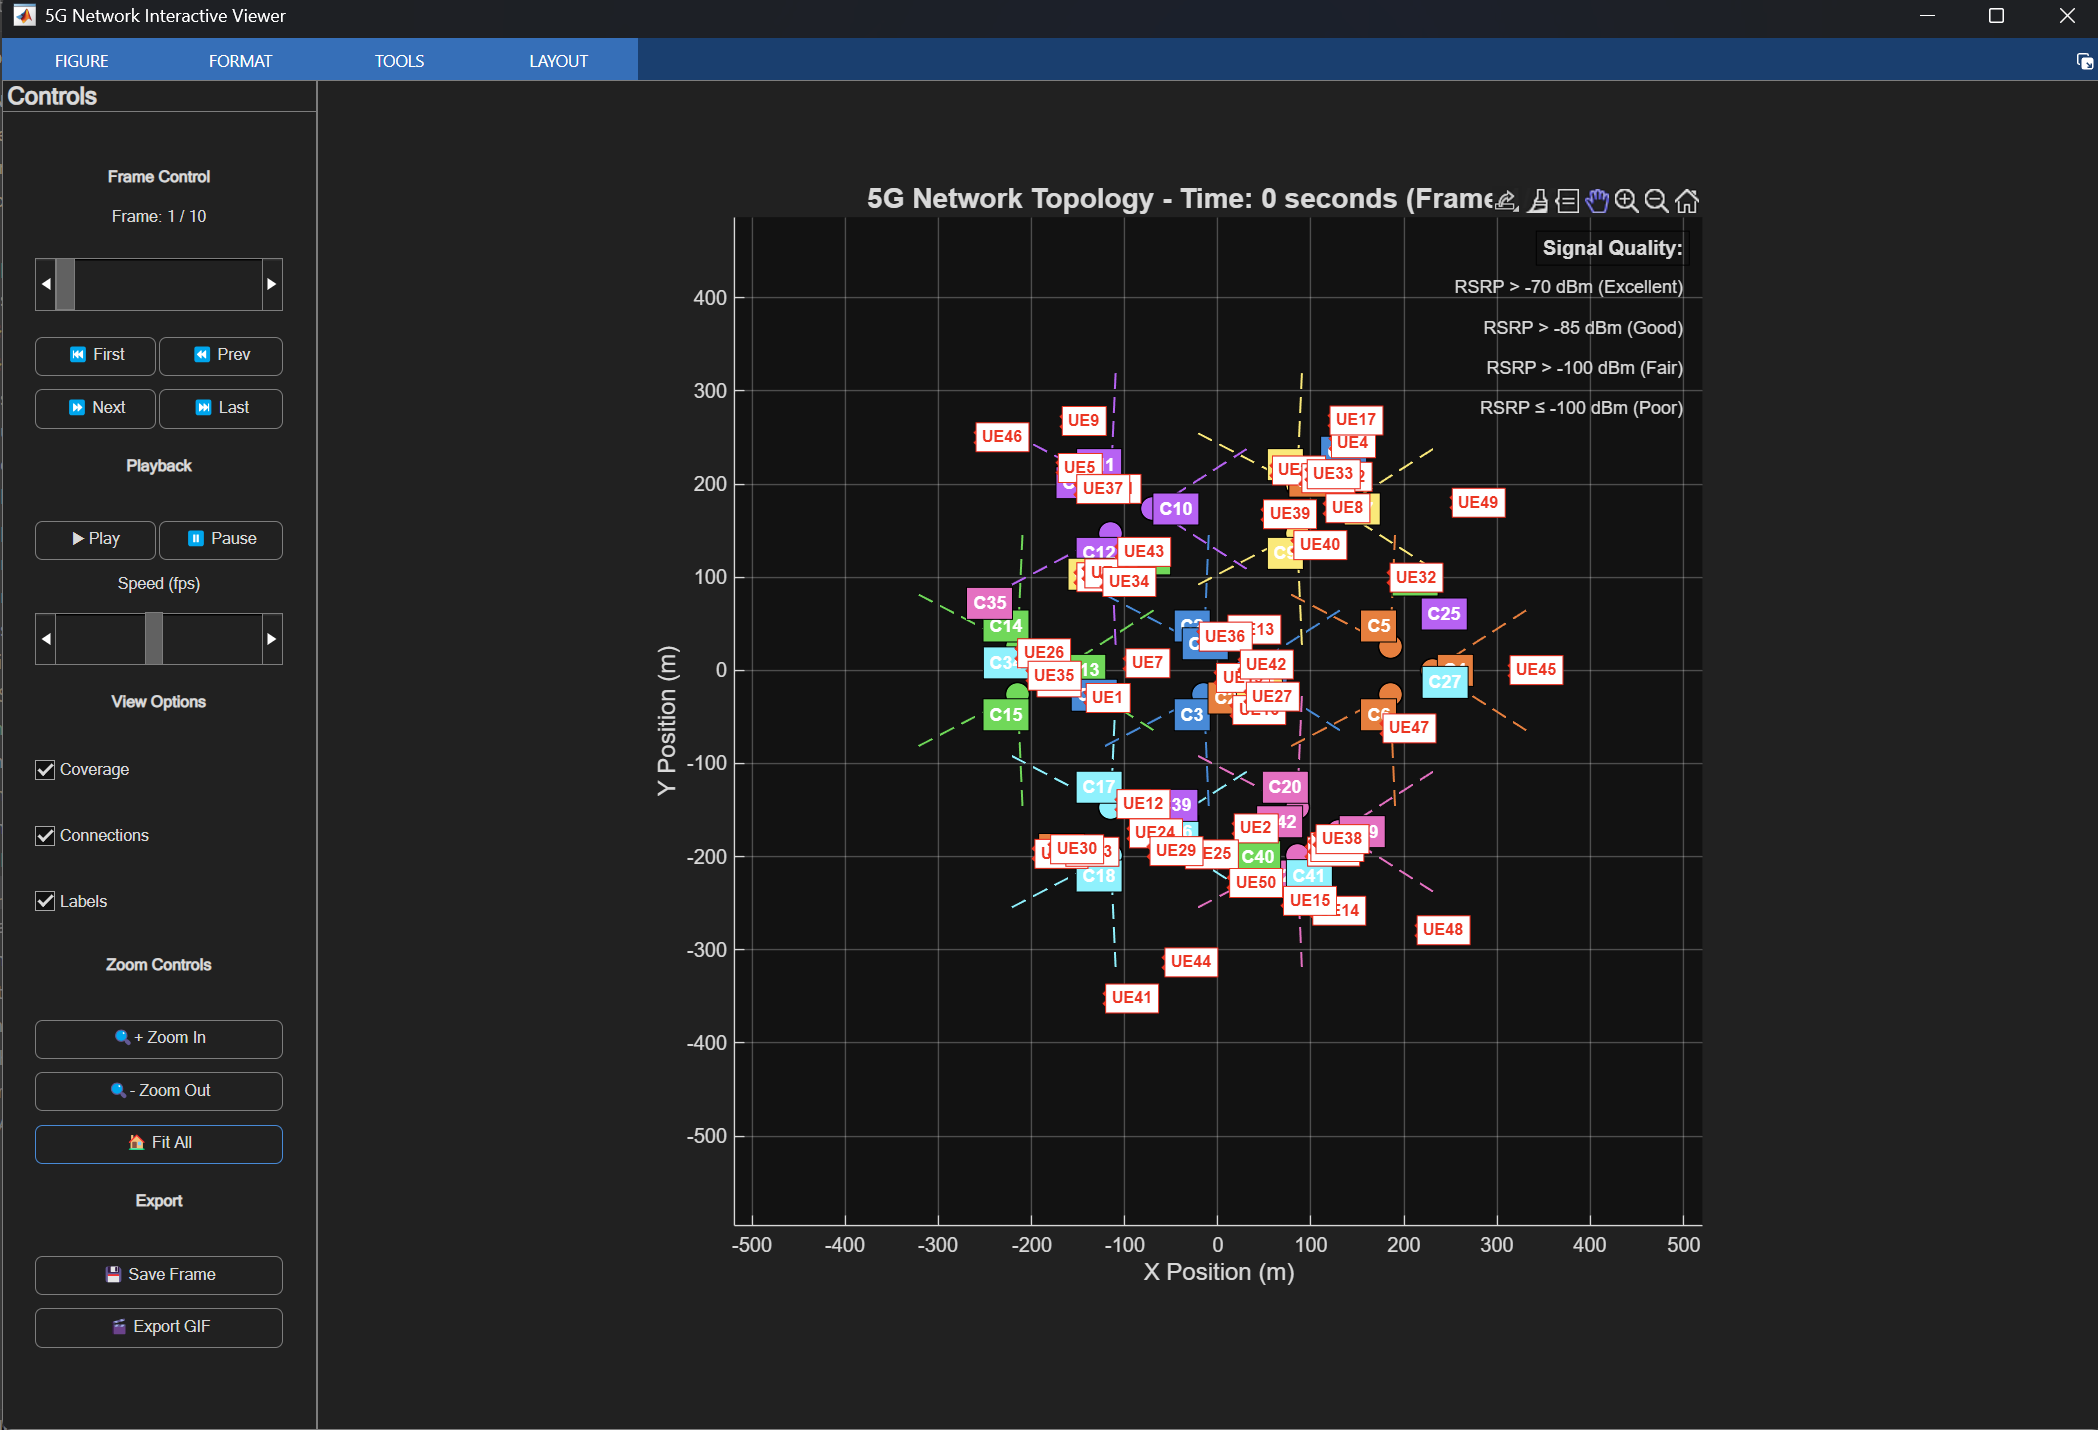 5G Network Interactive Viewer
FIGURE
FORMAT
TOOLS
LAYOUT
Controls
Frame Control
Frame: 1 / 10
First
Prev
Next
Last
Playback
Play
Pause
Speed (fps)
View Options
Coverage
Connections
Labels
Zoom Controls
+ Zoom In
- Zoom Out
Fit All
Export
Save Frame
Export GIF
5G Network Topology - Time: 0 seconds (Frame
Signal Quality:
RSRP > -70 dBm (Excellent)
RSRP > -85 dBm (Good)
RSRP > -100 dBm (Fair)
RSRP ≤ -100 dBm (Poor)
Y Position (m)
400
300
200
100
0
-100
-200
-300
-400
-500
UE9
UE46
UE17
UE4
UE5
1
UE37
UE33
C10
UE39
UE8
UE49
C12
UE43
UE40
UE34
UE32
C35
C14
C25
C5
UE36
UE26
UE7
UE42
UE35
13
UE1
UE27
C27
UE45
C15
C3
UE47
C17
C20
UE12
39
42
UE24
UE2
UE38
UE30
UE29
C40
C18
UE50
C41
UE15
UE48
UE44
UE41
-500
-400
-300
-200
-100
0
100
200
300
400
500
X Position (m)